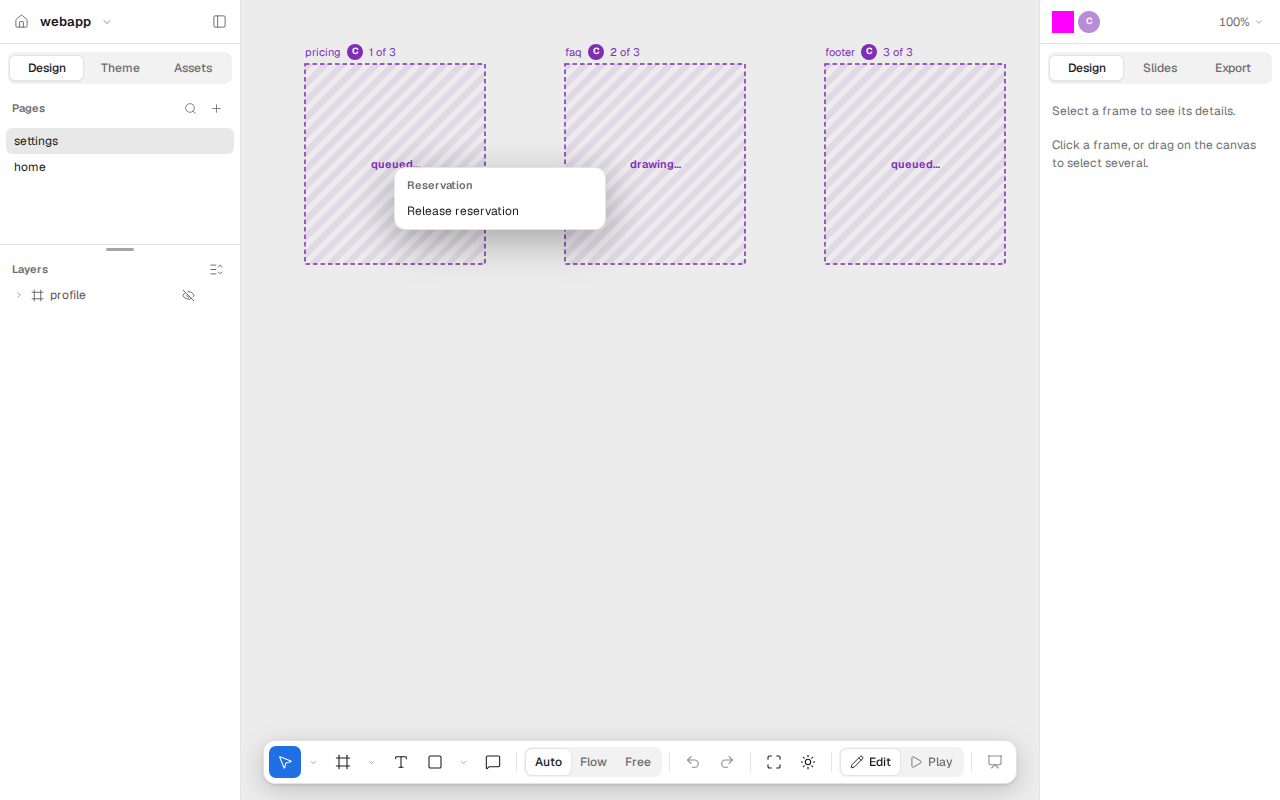 webapp
Design Theme Assets
Pages
settings
home
Layers
profile
pricing C 1 of 3
faq C 2 of 3
footer C 3 of 3
queued…
drawing…
queued…
Reservation
Release reservation
Auto Flow Free
Edit Play
C
100%
Design Slides Export
Select a frame to see its details.
Click a frame, or drag on the canvas
to select several.